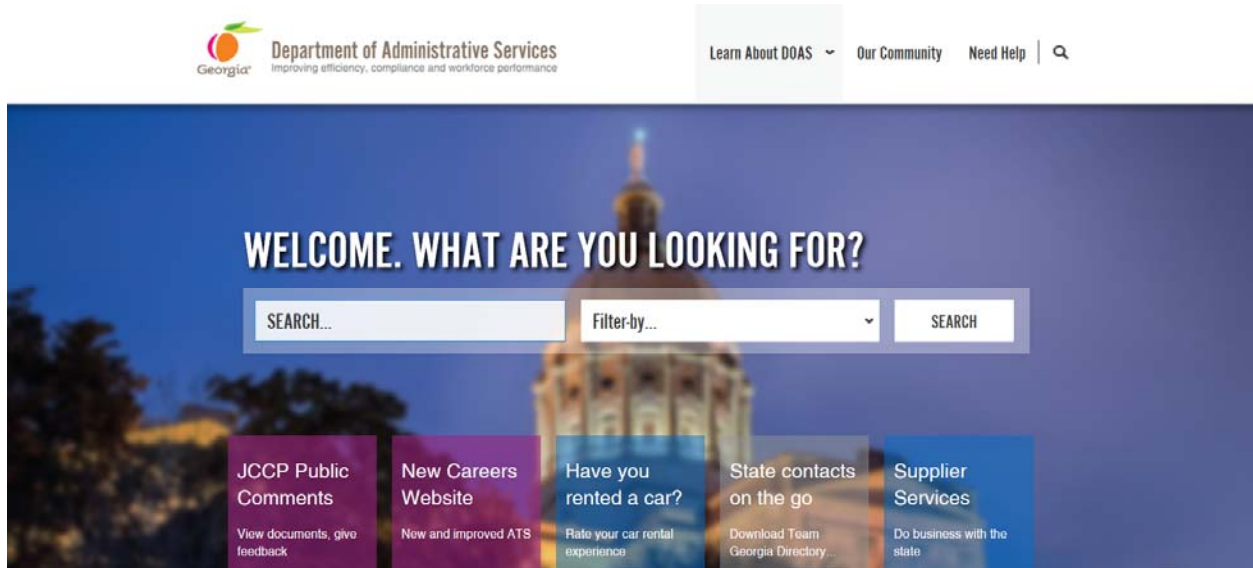 Georgia
Department of Administrative Services
Improving efficiency, compliance and workforce performance
Learn About DOAS
Our Community
Need Help
WELCOME. WHAT ARE YOU LOOKING FOR?
SEARCH...
Filter-by...
SEARCH
JCCP Public
Comments
View documents, give
feedback
New Careers
Website
New and improved ATS
Have you
rented a car?
Rate your car rental
experience
State contacts
on the go
Download Team
Georgia Directory...
Supplier
Services
Do business with the
state